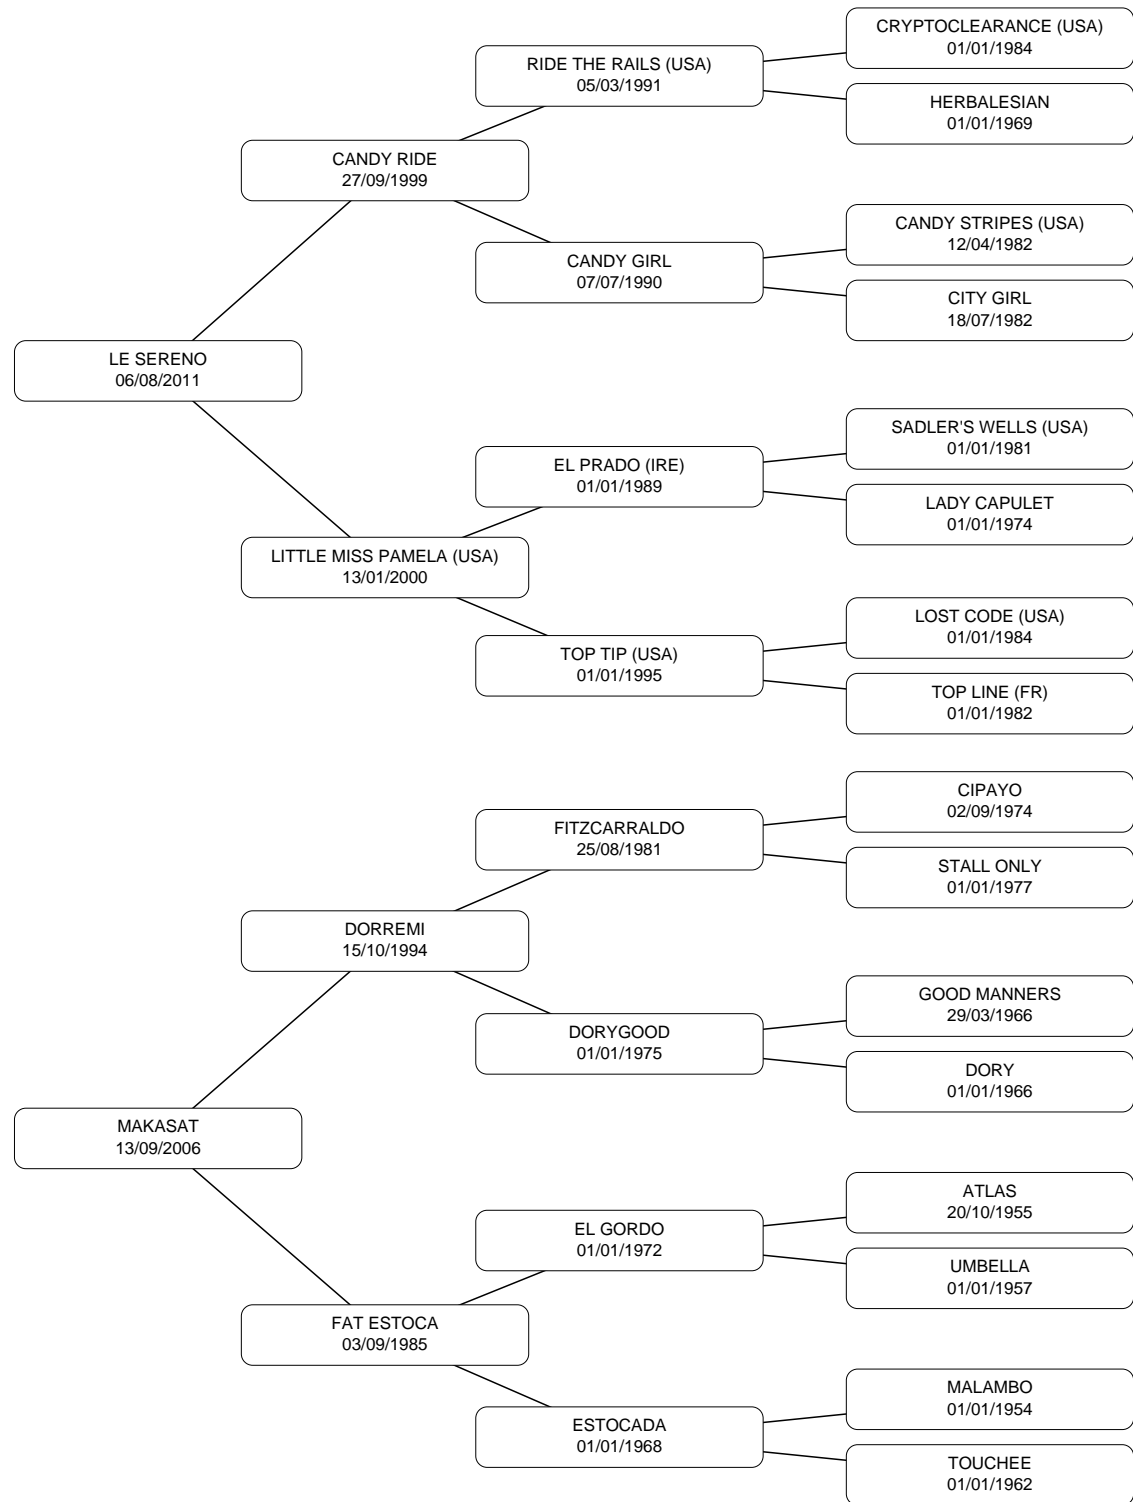 CRYPTOCLEARANCE (USA)
01/01/1984
RIDE THE RAILS (USA)
05/03/1991
HERBALESIAN
01/01/1969
CANDY RIDE
27/09/1999
CANDY STRIPES (USA)
12/04/1982
CANDY GIRL
07/07/1990
CITY GIRL
18/07/1982
LE SERENO
06/08/2011
SADLER'S WELLS (USA)
01/01/1981
EL PRADO (IRE)
01/01/1989
LADY CAPULET
01/01/1974
LITTLE MISS PAMELA (USA)
13/01/2000
LOST CODE (USA)
01/01/1984
TOP TIP (USA)
01/01/1995
TOP LINE (FR)
01/01/1982
CIPAYO
02/09/1974
FITZCARRALDO
25/08/1981
STALL ONLY
01/01/1977
DORREMI
15/10/1994
GOOD MANNERS
29/03/1966
DORYGOOD
01/01/1975
DORY
01/01/1966
MAKASAT
13/09/2006
ATLAS
20/10/1955
EL GORDO
01/01/1972
UMBELLA
01/01/1957
FAT ESTOCA
03/09/1985
MALAMBO
01/01/1954
ESTOCADA
01/01/1968
TOUCHEE
01/01/1962